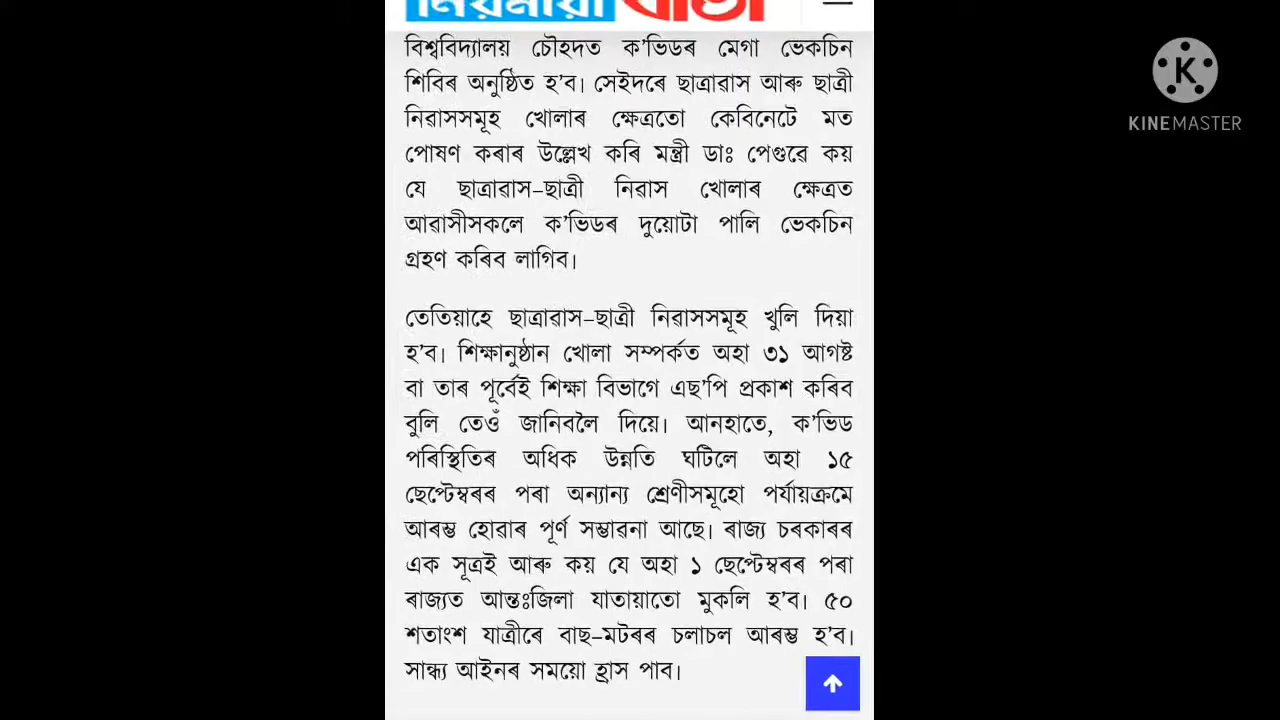 নিয়মীয়া বাৰ্তা
বিশ্ববিদ্যালয় চৌহদত ক’ভিডৰ মেগা ভেকচিন
শিবিৰ অনুষ্ঠিত হ’ব। সেইদৰে ছাত্ৰাৱাস আৰু ছাত্ৰী
নিৱাসসমূহ খোলাৰ ক্ষেত্ৰতো কেবিনেটে মত
পোষণ কৰাৰ উল্লেখ কৰি মন্ত্ৰী ডাঃ পেগুৱে কয়
যে ছাত্ৰাৱাস-ছাত্ৰী নিৱাস খোলাৰ ক্ষেত্ৰত
আৱাসীসকলে ক’ভিডৰ দুয়োটা পালি ভেকচিন
গ্ৰহণ কৰিব লাগিব।
তেতিয়াহে ছাত্ৰাৱাস-ছাত্ৰী নিৱাসসমূহ খুলি দিয়া
হ’ব। শিক্ষানুষ্ঠান খোলা সম্পৰ্কত অহা ৩১ আগষ্ট
বা তাৰ পূৰ্বেই শিক্ষা বিভাগে এছ’পি প্ৰকাশ কৰিব
বুলি তেওঁ জানিবলৈ দিয়ে। আনহাতে, ক’ভিড
পৰিস্থিতিৰ অধিক উন্নতি ঘটিলে অহা ১৫
ছেপ্টেম্বৰৰ পৰা অন্যান্য শ্ৰেণীসমূহো পৰ্যায়ক্ৰমে
আৰম্ভ হোৱাৰ পূৰ্ণ সম্ভাৱনা আছে। ৰাজ্য চৰকাৰৰ
এক সূত্ৰই আৰু কয় যে অহা ১ ছেপ্টেম্বৰৰ পৰা
ৰাজ্যত আন্তঃজিলা যাতায়াতো মুকলি হ’ব। ৫০
শতাংশ যাত্ৰীৰে বাছ-মটৰৰ চলাচল আৰম্ভ হ’ব।
সান্ধ্য আইনৰ সময়ো হ্ৰাস পাব।
K
KINEMASTER